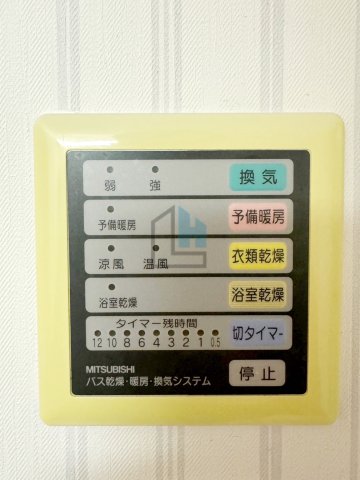 弱 強 換気
予備暖房 予備暖房
涼風 温風 衣類乾燥
浴室乾燥 浴室乾燥
タイマー残時間
12 10 8 6 4 3 2 1 0.5 切タイマー
MITSUBISHI
バス乾燥・暖房・換気システム 停止